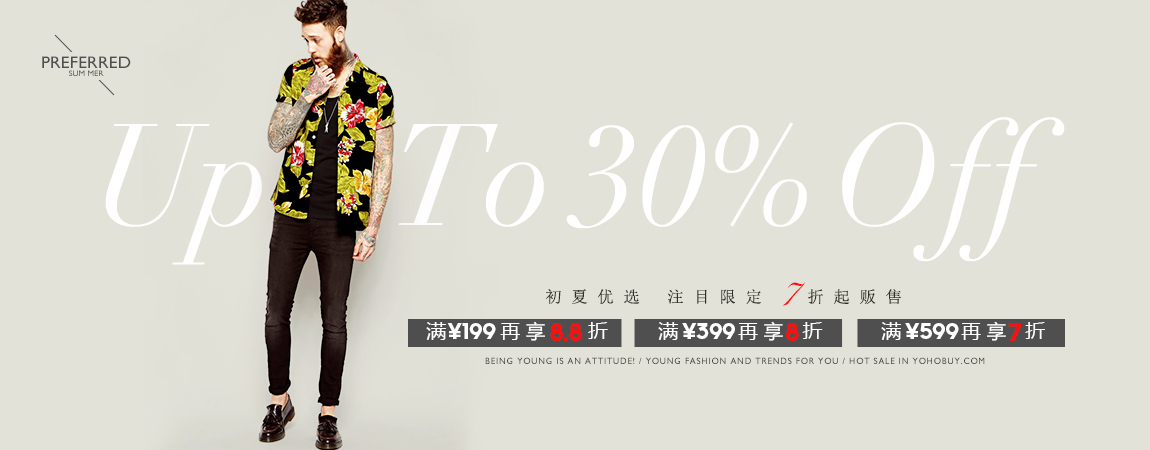 PREFERRED
SUMMER
Up To 30% Off
初夏优选 注目限定 7折起贩售
满¥199再享8.8折
满¥399再享8折
满¥599再享7折
BEING YOUNG IS AN ATTITUDE! / YOUNG FASHION AND TRENDS FOR YOU / HOT SALE IN YOHOBUY.COM